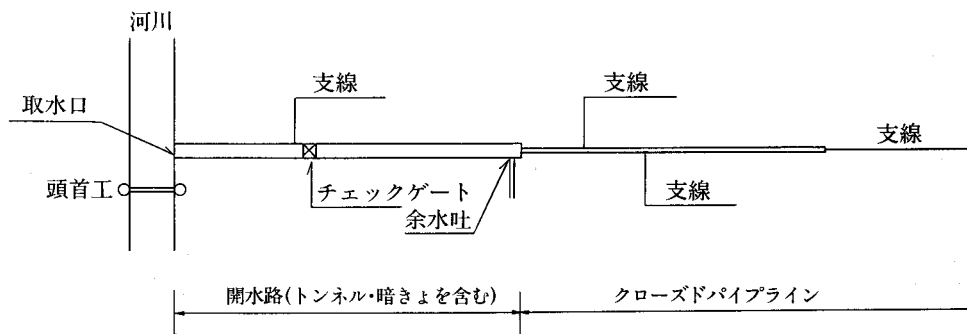 河川
支線
支線
取水口
支線
頭首工
チェックゲート
支線
余水吐
開水路(トンネル・暗きょを含む)
クローズドパイプライン